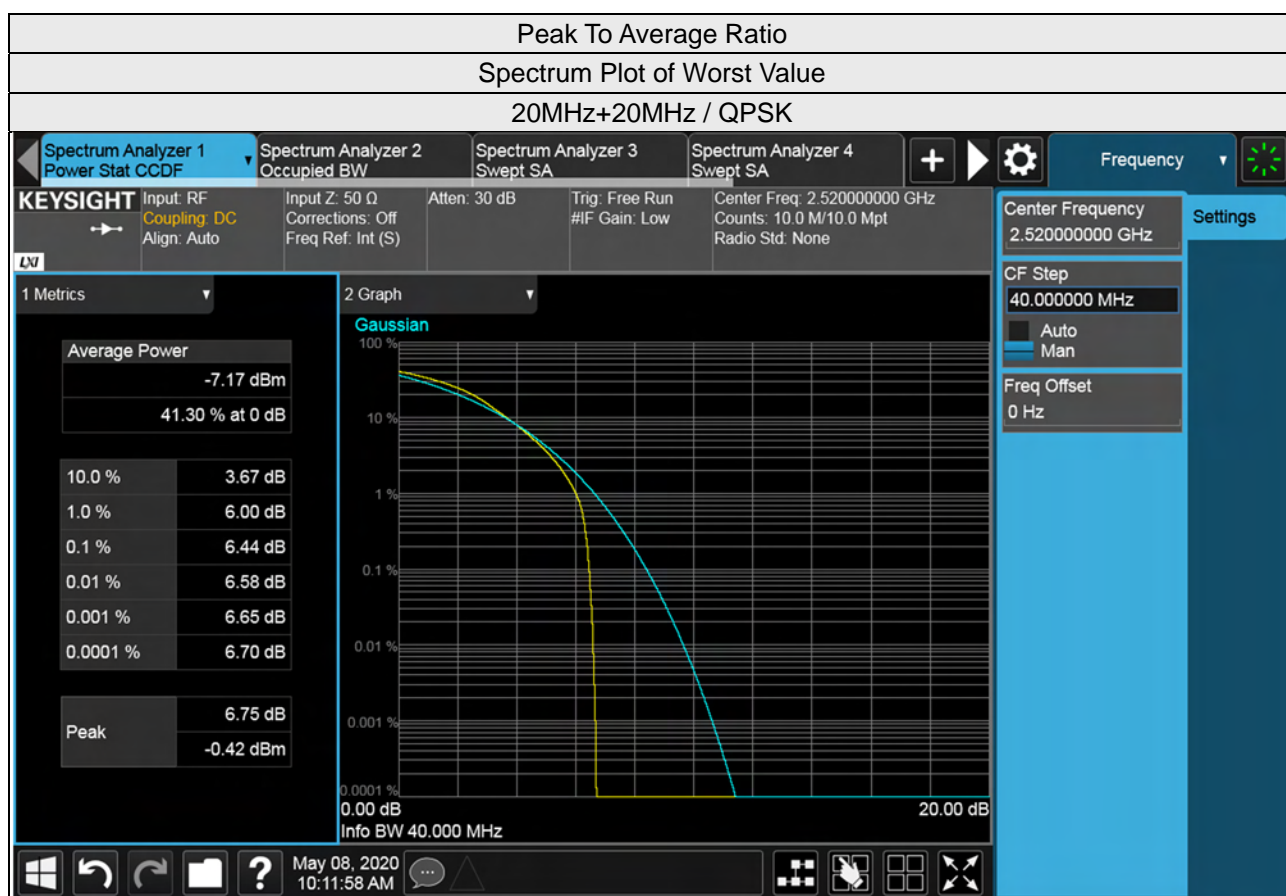 Peak To Average Ratio
Spectrum Plot of Worst Value
20MHz+20MHz / QPSK
Spectrum Analyzer 1
Power Stat CCDF
Spectrum Analyzer 2
Occupied BW
Spectrum Analyzer 3
Swept SA
Spectrum Analyzer 4
Swept SA
+
Frequency
KEYSIGHT
LXI
Input: RF
Coupling: DC
Align: Auto
Input Z: 50 Ω
Corrections: Off
Freq Ref: Int (S)
Atten: 30 dB
Trig: Free Run
#IF Gain: Low
Center Freq: 2.520000000 GHz
Counts: 10.0 M/10.0 Mpt
Radio Std: None
Center Frequency
2.520000000 GHz
Settings
CF Step
40.000000 MHz
Auto
Man
Freq Offset
0 Hz
1 Metrics
Average Power
-7.17 dBm
41.30 % at 0 dB
10.0 % 3.67 dB
1.0 % 6.00 dB
0.1 % 6.44 dB
0.01 % 6.58 dB
0.001 % 6.65 dB
0.0001 % 6.70 dB
Peak
6.75 dB
-0.42 dBm
2 Graph
Gaussian
100 %
10 %
1 %
0.1 %
0.01 %
0.001 %
0.0001 %
0.00 dB
20.00 dB
Info BW 40.000 MHz
?
May 08, 2020
10:11:58 AM